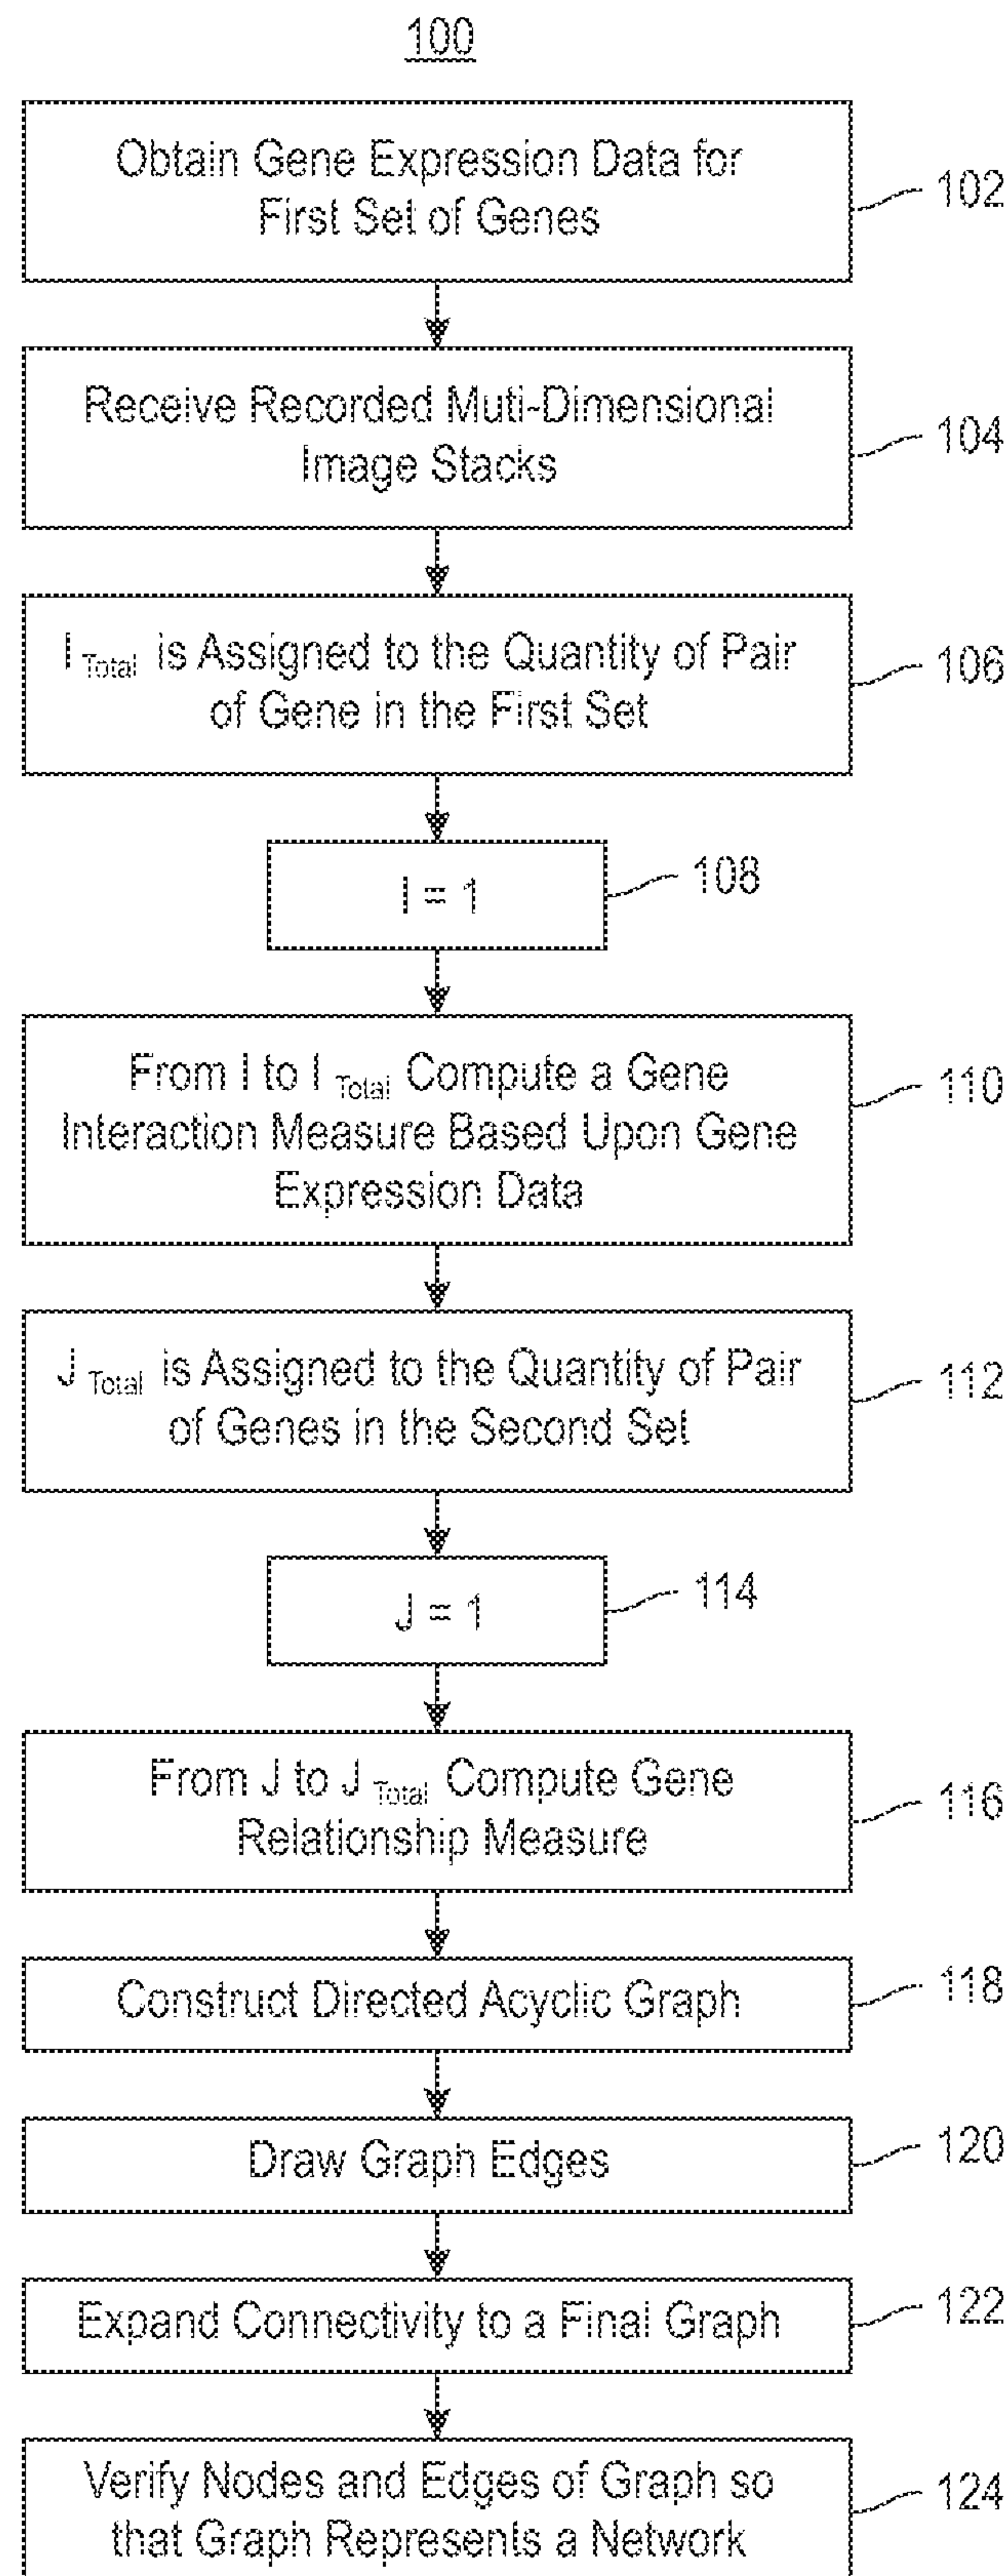 100
Obtain Gene Expression Data for
First Set of Genes
102
Receive Recorded Muti-Dimensional
Image Stacks
104
I Total is Assigned to the Quantity of Pair
of Gene in the First Set
106
I = 1
108
From I to I Total Compute a Gene
Interaction Measure Based Upon Gene
Expression Data
110
J Total is Assigned to the Quantity of Pair
of Genes in the Second Set
112
J = 1
114
From J to J Total Compute Gene
Relationship Measure
116
Construct Directed Acyclic Graph
118
Draw Graph Edges
120
Expand Connectivity to a Final Graph
122
Verify Nodes and Edges of Graph so
that Graph Represents a Network
124